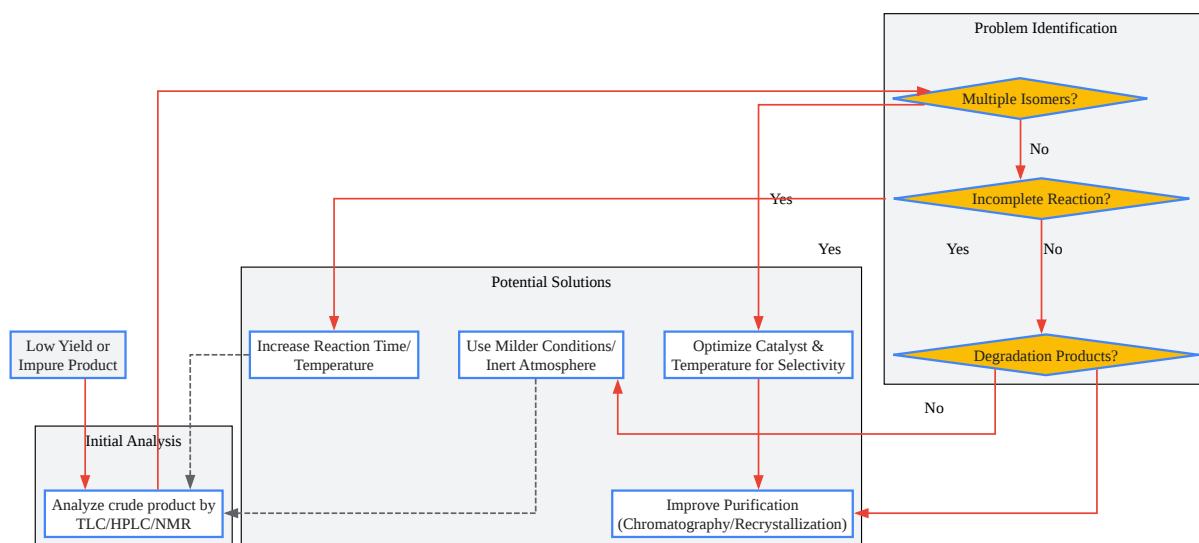 Problem Identification
Multiple Isomers?
No
Incomplete Reaction?
Yes
Yes
Yes
No
Potential Solutions
Low Yield or
Impure Product
Increase Reaction Time/
Temperature
Use Milder Conditions/
Inert Atmosphere
Optimize Catalyst &
Temperature for Selectivity
Degradation Products?
No
Initial Analysis
Analyze crude product by
TLC/HPLC/NMR
Improve Purification
(Chromatography/Recrystallization)